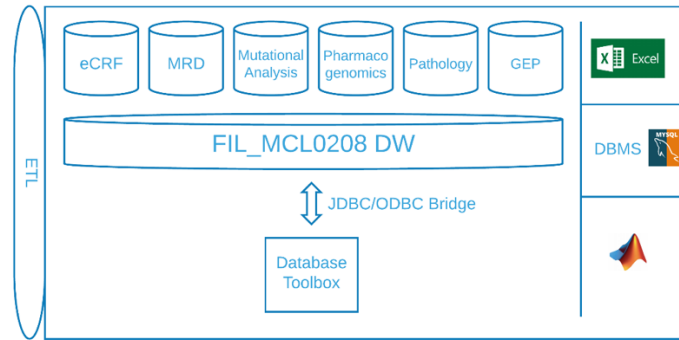 ETL
eCRF
MRD
Mutational
Analysis
Pharmaco
genomics
Pathology
GEP
X
Excel
FIL_MCL0208 DW
DBMS
MYSQL
JDBC/ODBC Bridge
Database
Toolbox